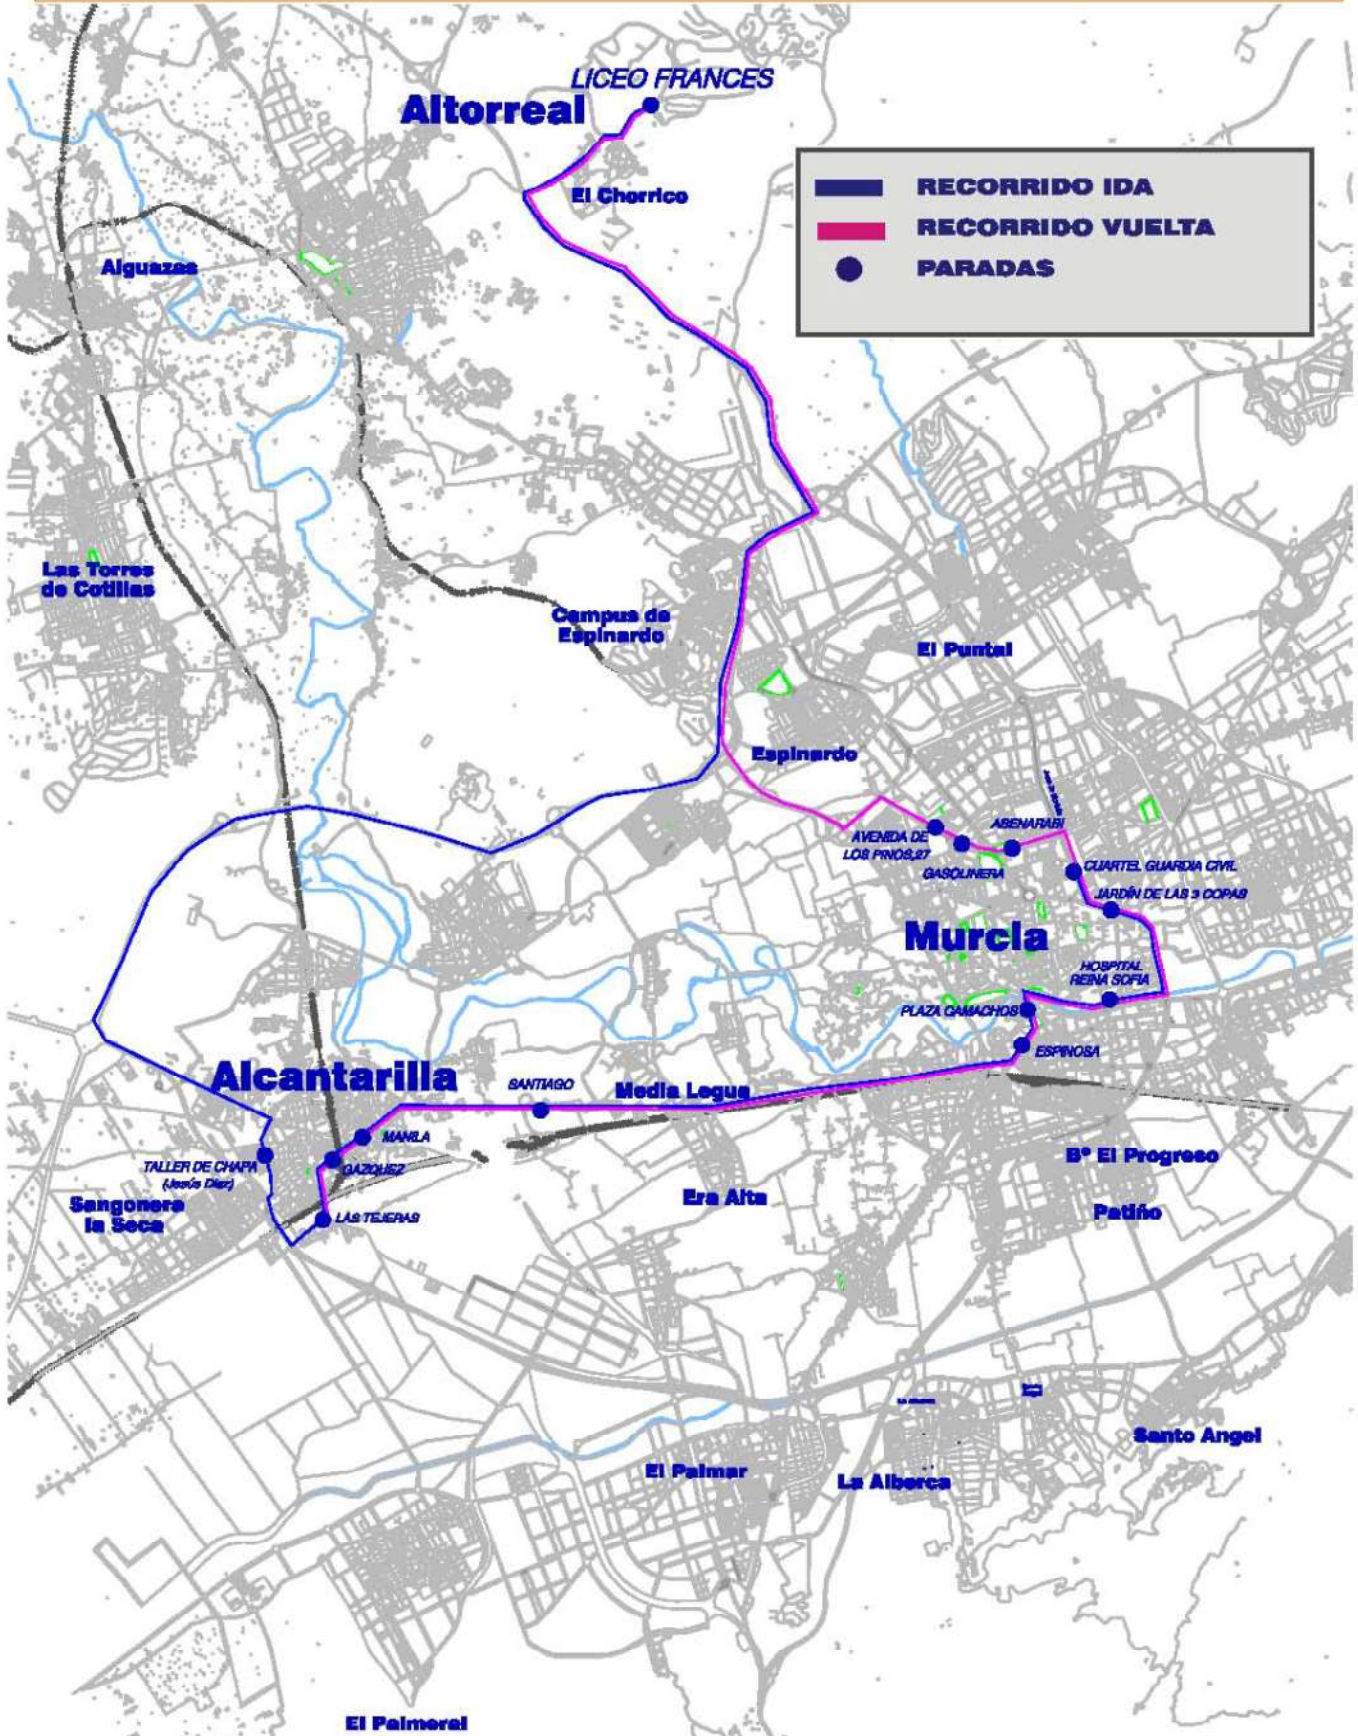 LICEO FRANCES
Altorreal
RECORRIDO IDA
El Chorrico
RECORRIDO VUELTA
Alguazas
PARADAS
Las Torres
de Cotillas
Campus de
Espinardo
El Puntal
Espinardo
AVENIDA DE
LOS PINOS,27
ABENARABI
GASOLINERA
CUARTEL GUARDIA CIVIL
JARDÍN DE LAS 3 COPAS
Murcia
HOSPITAL
REINA SOFIA
PLAZA CAMACHOS
ESPINOSA
Alcantarilla
SANTIAGO
Media Legua
MANILA
TALLER DE CHAPA
(Jesús Díaz)
GAZQUEZ
Bº El Progreso
Sangonera
la Seca
Era Alta
LAS TEJERAS
Patiño
Santo Angel
El Palmar
La Alberca
El Palmeral